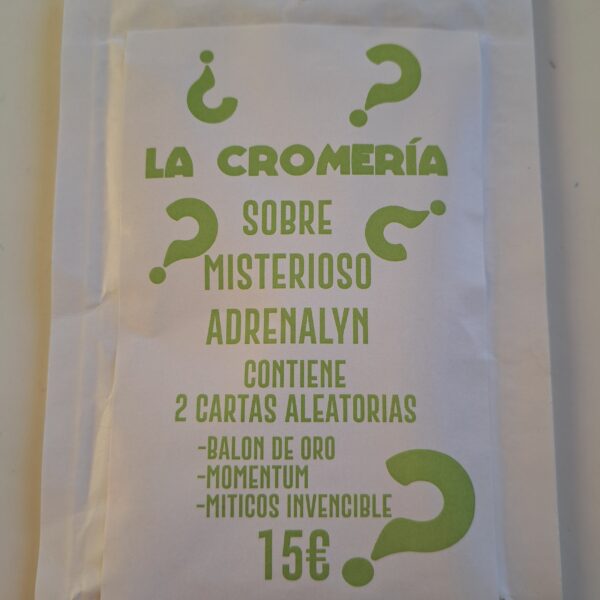 ¿ ?
LA CROMERÍA
? SOBRE ?
MISTERIOSO
ADRENALYN
CONTIENE
2 CARTAS ALEATORIAS
-BALON DE ORO
-MOMENTUM
-MITICOS INVENCIBLE
15€ ?